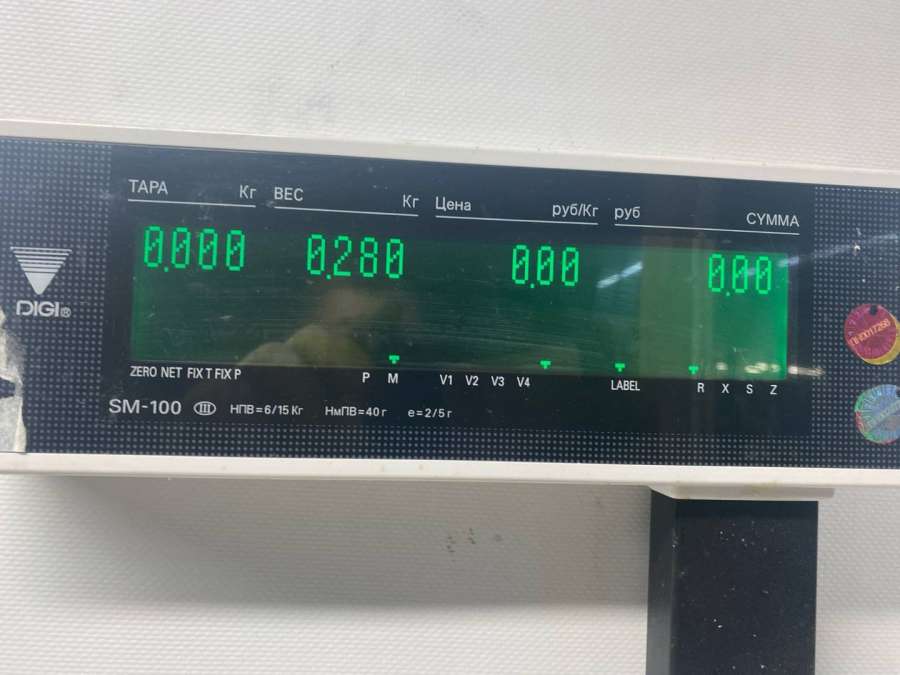 ТАРА Кг ВЕС Кг Цена руб/Кг руб СУММА
0.000 0.280 0.00 0.00
DIGI®
ZERO NET FIX T FIX P P M V1 V2 V3 V4 LABEL R X S Z
SM-100 III НПВ=6/15 Кг НмПВ=40 г e=2/5 г